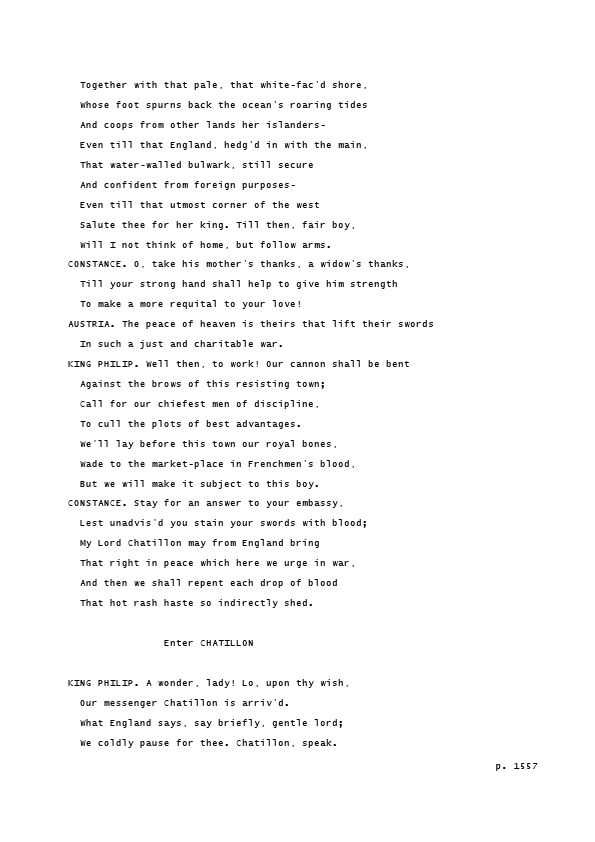 Together with that pale, that white-fac'd shore,
Whose foot spurns back the ocean's roaring tides
And coops from other lands her islanders-
Even till that England, hedg'd in with the main,
That water-walled bulwark, still secure
And confident from foreign purposes-
Even till that utmost corner of the west
Salute thee for her king. Till then, fair boy,
Will I not think of home, but follow arms.
CONSTANCE. O, take his mother's thanks, a widow's thanks,
Till your strong hand shall help to give him strength
To make a more requital to your love!
AUSTRIA. The peace of heaven is theirs that lift their swords
In such a just and charitable war.
KING PHILIP. Well then, to work! Our cannon shall be bent
Against the brows of this resisting town;
Call for our chiefest men of discipline,
To cull the plots of best advantages.
We'll lay before this town our royal bones,
Wade to the market-place in Frenchmen's blood,
But we will make it subject to this boy.
CONSTANCE. Stay for an answer to your embassy,
Lest unadvis'd you stain your swords with blood;
My Lord Chatillon may from England bring
That right in peace which here we urge in war,
And then we shall repent each drop of blood
That hot rash haste so indirectly shed.
Enter CHATILLON
KING PHILIP. A wonder, lady! Lo, upon thy wish,
Our messenger Chatillon is arriv'd.
What England says, say briefly, gentle lord;
We coldly pause for thee. Chatillon, speak.
p. 1557